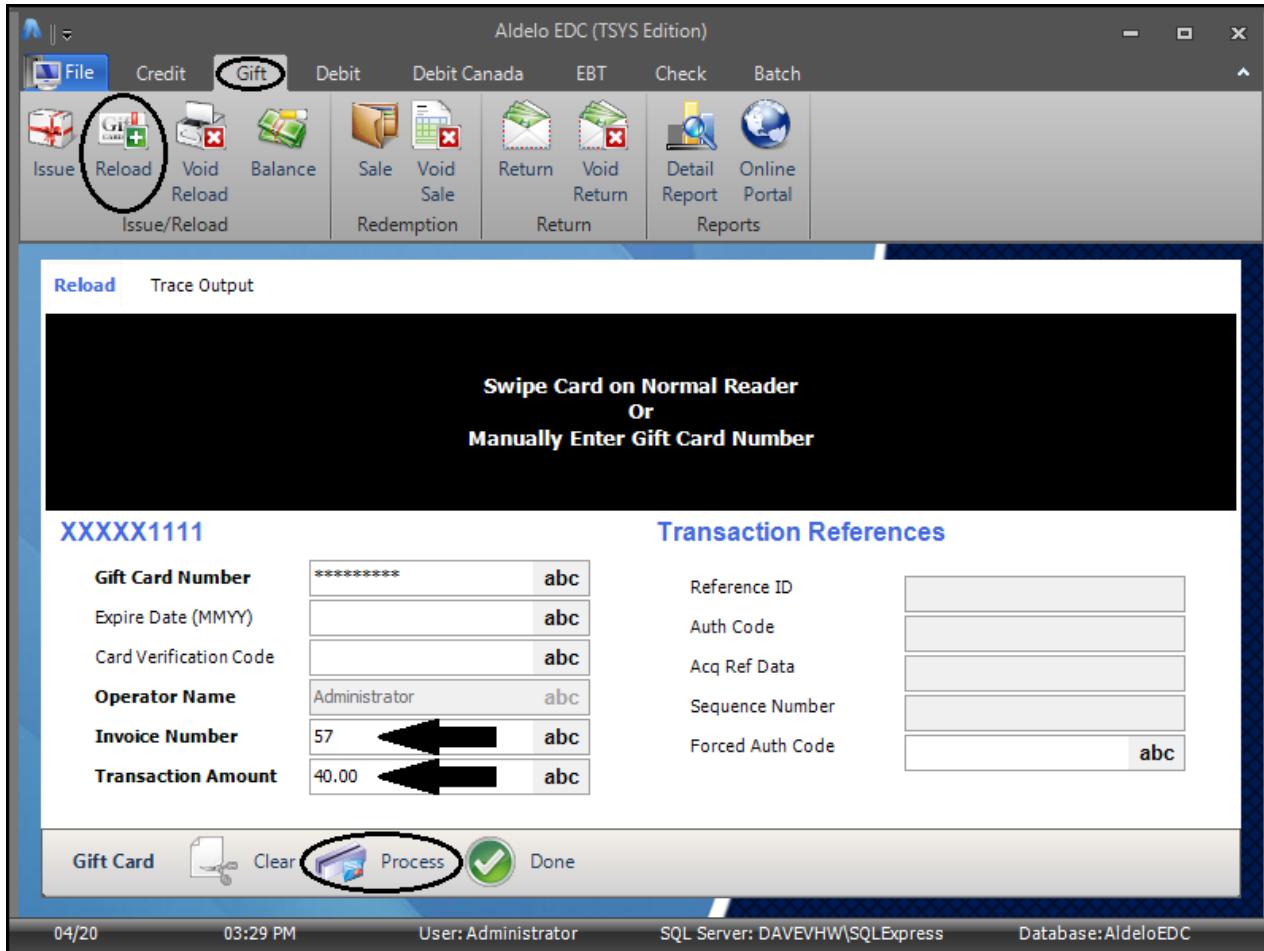 Aldelo EDC (TSYS Edition)
File Credit Gift Debit Debit Canada EBT Check Batch
Issue Reload Void Reload Balance Sale Void Sale Return Void Return Detail Report Online Portal
Issue/Reload Redemption Return Reports
Reload Trace Output
Swipe Card on Normal Reader
Or
Manually Enter Gift Card Number
XXXXX1111
Gift Card Number ********* abc
Expire Date (MMYY) abc
Card Verification Code abc
Operator Name Administrator abc
Invoice Number 57 abc
Transaction Amount 40.00 abc
Transaction References
Reference ID
Auth Code
Acq Ref Data
Sequence Number
Forced Auth Code abc
Gift Card Clear Process Done
04/20 03:29 PM User: Administrator SQL Server: DAVEVHW\SQLExpress Database:AldeloEDC